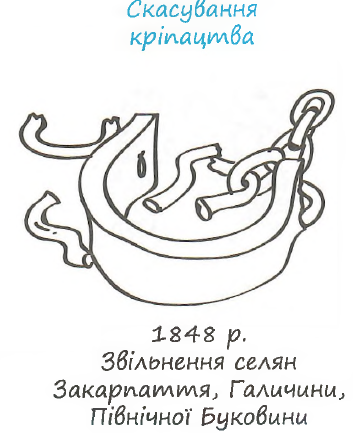 Скасування
кріпацтва
1848 р.
Звільнення селян
Закарпаття, Галичини,
Північної Буковини